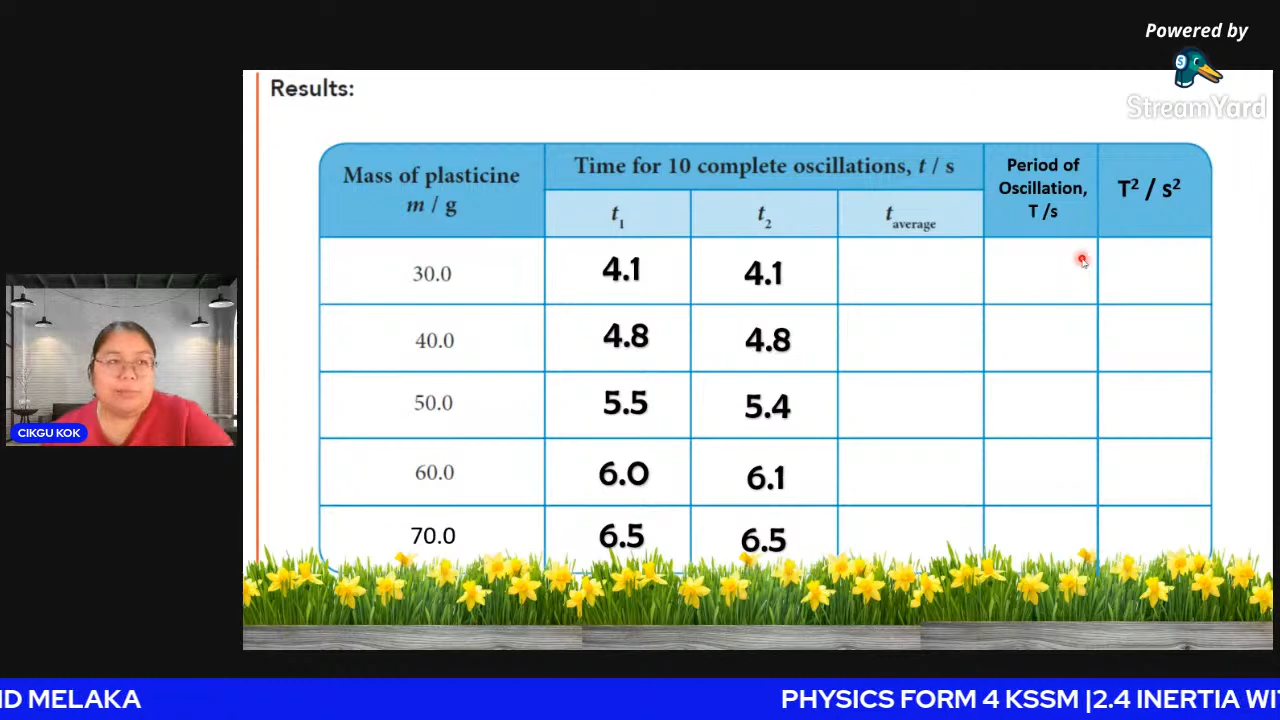 Powered by
StreamYard
Results:
Mass of plasticine
m / g
Time for 10 complete oscillations, t / s
t1
t2
taverage
Period of
Oscillation,
T /s
T² / s²
30.0 4.1 4.1
40.0 4.8 4.8
50.0 5.5 5.4
60.0 6.0 6.1
70.0 6.5 6.5
CIKGU KOK
ID MELAKA
PHYSICS FORM 4 KSSM |2.4 INERTIA WI